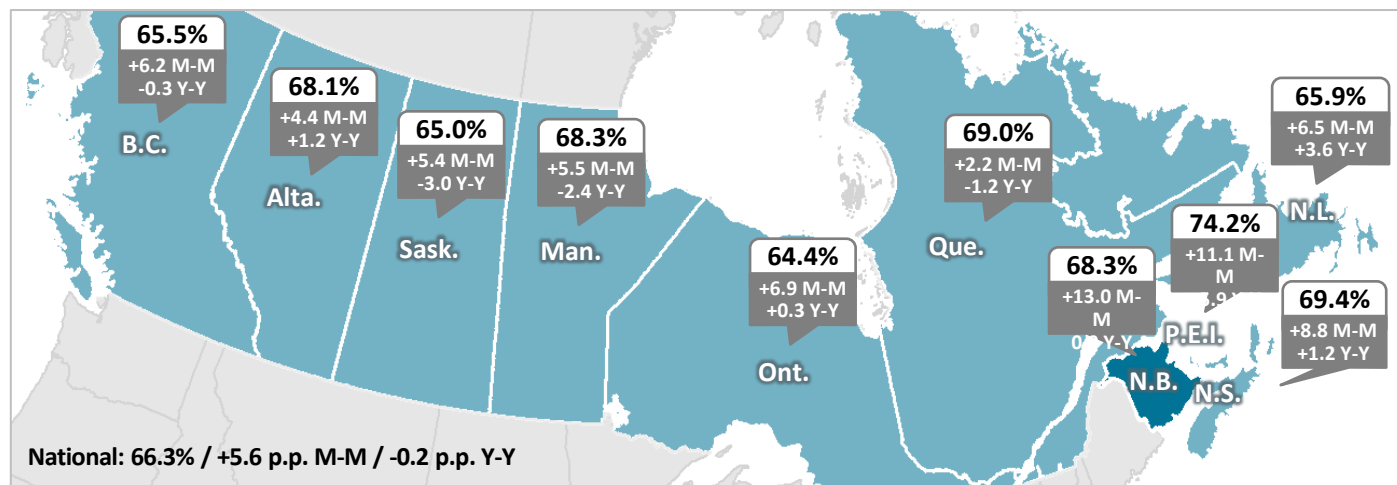 65.5%
+6.2 M-M
-0.3 Y-Y
B.C.
68.1%
+4.4 M-M
+1.2 Y-Y
Alta.
65.0%
+5.4 M-M
-3.0 Y-Y
Sask.
68.3%
+5.5 M-M
-2.4 Y-Y
Man.
64.4%
+6.9 M-M
+0.3 Y-Y
Ont.
69.0%
+2.2 M-M
-1.2 Y-Y
Que.
65.9%
+6.5 M-M
+3.6 Y-Y
N.L.
74.2%
+11.1 M-
M
P.E.I.
68.3%
+13.0 M-
M
Y-Y
N.B.
69.4%
+8.8 M-M
+1.2 Y-Y
N.S.
National: 66.3% / +5.6 p.p. M-M / -0.2 p.p. Y-Y